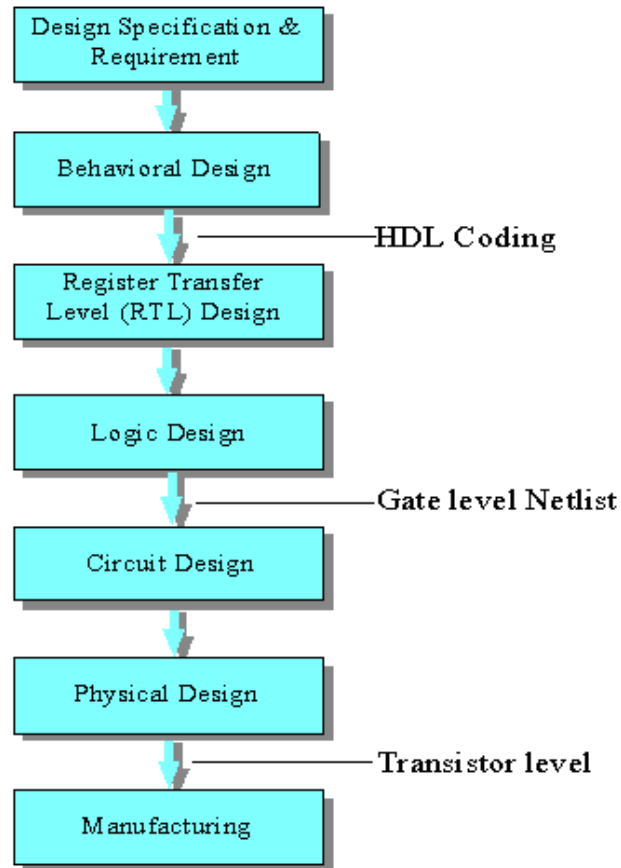 Design Specification &
Requirement
Behavioral Design
HDL Coding
Register Transfer
Level (RTL) Design
Logic Design
Gate level Netlist
Circuit Design
Physical Design
Transistor level
Manufacturing